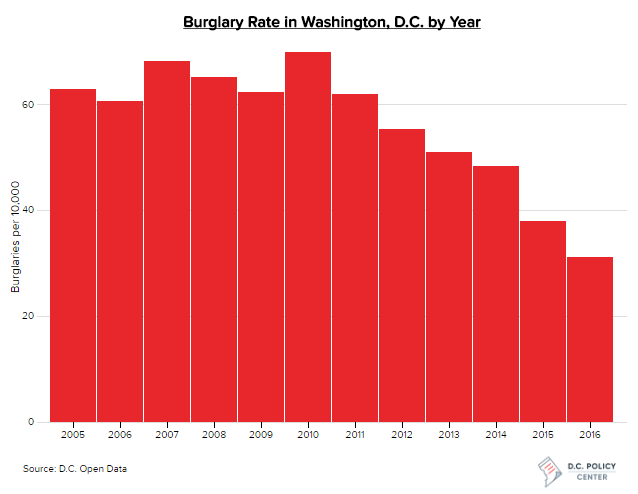 Burglary Rate in Washington, D.C. by Year
Burglaries per 10,000
60
40
20
0
2005 2006 2007 2008 2009 2010 2011 2012 2013 2014 2015 2016
Source: D.C. Open Data
D.C. POLICY
CENTER